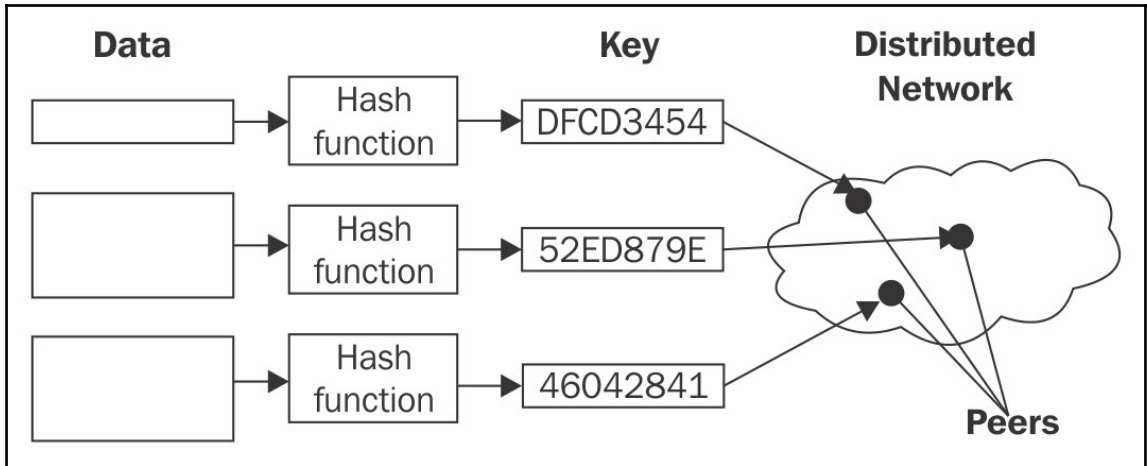 Data
Key
Distributed
Network
Hash
function
DFCD3454
Hash
function
52ED879E
Hash
function
46042841
Peers